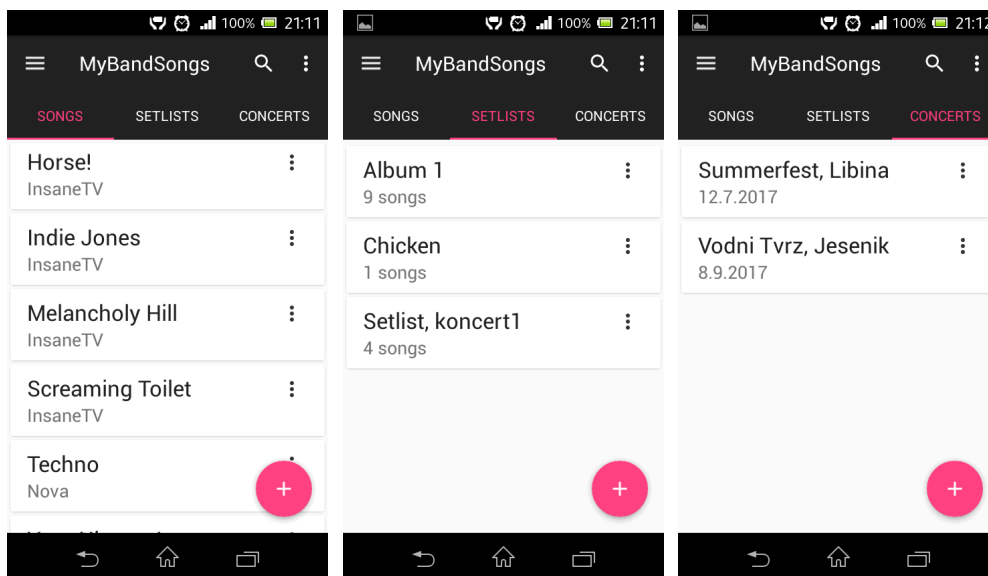 100% 21:11
MyBandSongs
SONGS SETLISTS CONCERTS
Horse!
InsaneTV
Indie Jones
InsaneTV
Melancholy Hill
InsaneTV
Screaming Toilet
InsaneTV
Techno
Nova
100% 21:11
MyBandSongs
SONGS SETLISTS CONCERTS
Album 1
9 songs
Chicken
1 songs
Setlist, koncert1
4 songs
100% 21:12
MyBandSongs
SONGS SETLISTS CONCERTS
Summerfest, Libina
12.7.2017
Vodni Tvrz, Jesenik
8.9.2017